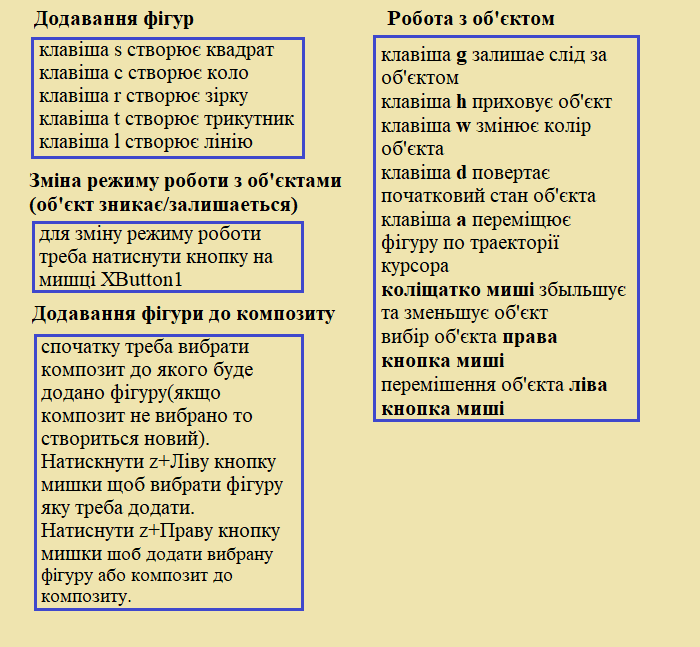 Додавання фігур
клавіша s створює квадрат
клавіша c створює коло
клавіша r створює зірку
клавіша t створює трикутник
клавіша l створює лінію
Зміна режиму роботи з об'єктами
(об'єкт зникає/залишаеться)
для зміну режиму роботи
треба натиснути кнопку на
мишці XButton1
Додавання фігури до композиту
спочатку треба вибрати
композит до якого буде
додано фігуру(якщо
композит не вибрано то
створиться новий).
Натискнути z+Ліву кнопку
мишки щоб вибрати фігуру
яку треба додати.
Натиснути z+Праву кнопку
мишки шоб додати вибрану
фігуру або композит до
композиту.
Робота з об'єктом
клавіша g залишае слід за
об'єктом
клавіша h приховує об'єкт
клавіша w змінює колір
об'єкта
клавіша d повертає
початковий стан об'єкта
клавіша a переміщює
фігуру по траекторії
курсора
коліщатко миші збыльшує
та зменьшує об'єкт
вибір об'єкта права
кнопка миші
перемішення об'єкта ліва
кнопка миші